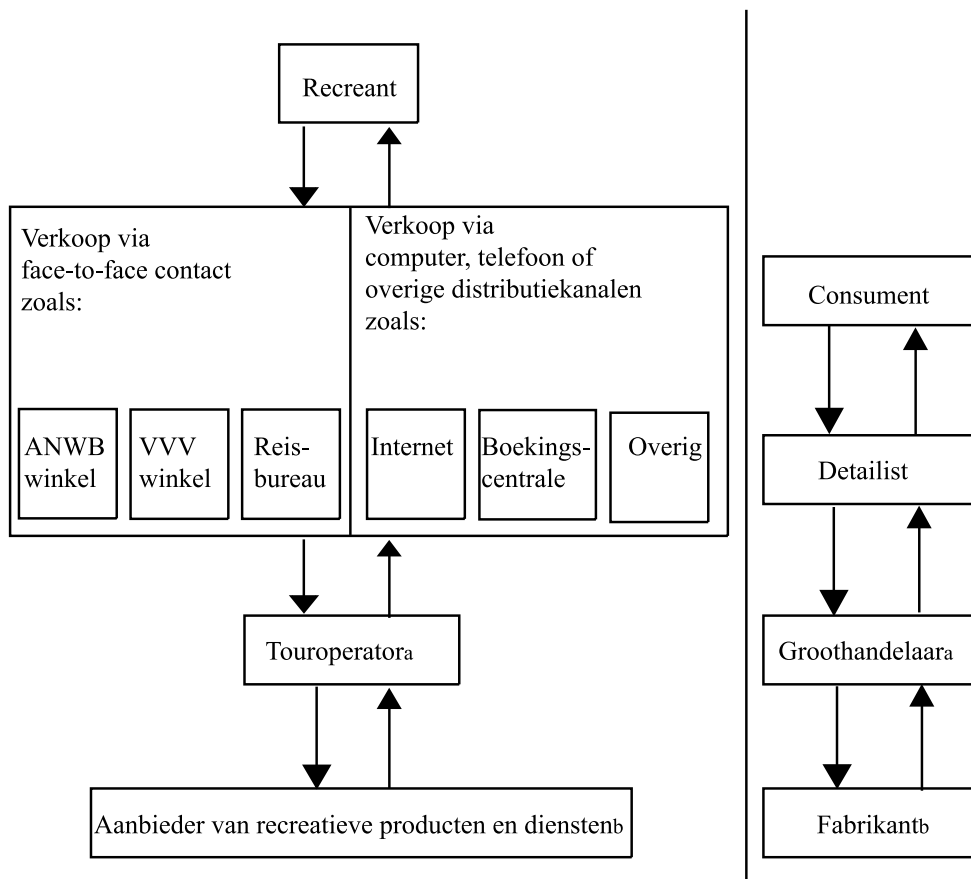 Recreant
Verkoop via
face-to-face contact
zoals:
Verkoop via
computer, telefoon of
overige distributiekanalen
zoals:
ANWB
winkel
VVV
winkel
Reis-
bureau
Internet
Boekings-
centrale
Overig
Touroperatora
Aanbieder van recreatieve producten en dienstenb
Consument
Detailist
Groothandelaara
Fabrikantb